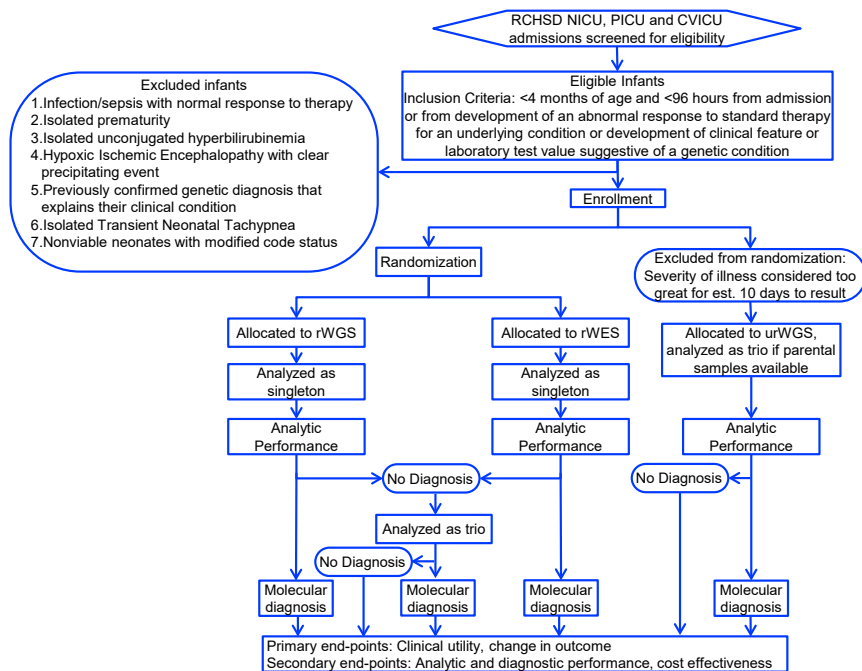 RCHSD NICU, PICU and CVICU
admissions screened for eligibility
Excluded infants
1.Infection/sepsis with normal response to therapy
2.Isolated prematurity
3.Isolated unconjugated hyperbilirubinemia
4.Hypoxic Ischemic Encephalopathy with clear
precipitating event
5.Previously confirmed genetic diagnosis that
explains their clinical condition
6.Isolated Transient Neonatal Tachypnea
7.Nonviable neonates with modified code status
Eligible Infants
Inclusion Criteria: <4 months of age and <96 hours from admission
or from development of an abnormal response to standard therapy
for an underlying condition or development of clinical feature or
laboratory test value suggestive of a genetic condition
Enrollment
Randomization
Excluded from randomization:
Severity of illness considered too
great for est. 10 days to result
Allocated to rWGS
Allocated to rWES
Allocated to urWGS,
analyzed as trio if parental
samples available
Analyzed as
singleton
Analyzed as
singleton
Analytic
Performance
Analytic
Performance
Analytic
Performance
No Diagnosis
No Diagnosis
Analyzed as trio
No Diagnosis
Molecular
diagnosis
Molecular
diagnosis
Molecular
diagnosis
Molecular
diagnosis
Primary end-points: Clinical utility, change in outcome
Secondary end-points: Analytic and diagnostic performance, cost effectiveness